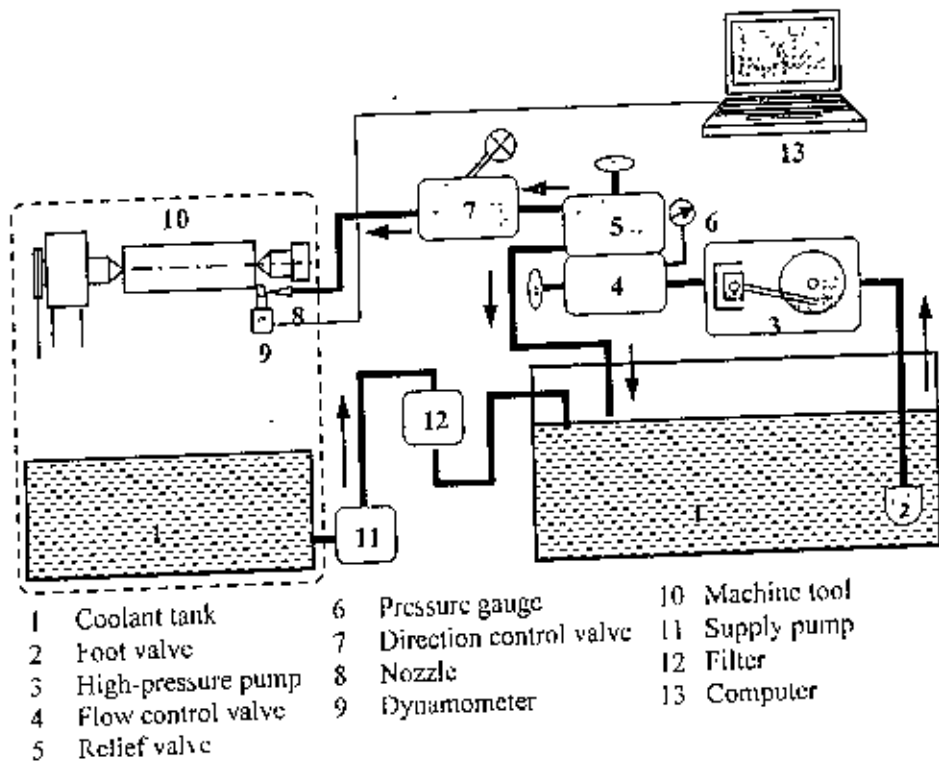 13
10
7
5
6
4
3
8
9
12
1
11
1
2
1 Coolant tank
2 Foot valve
3 High-pressure pump
4 Flow control valve
5 Relief valve
6 Pressure gauge
7 Direction control valve
8 Nozzle
9 Dynamometer
10 Machine tool
11 Supply pump
12 Filter
13 Computer